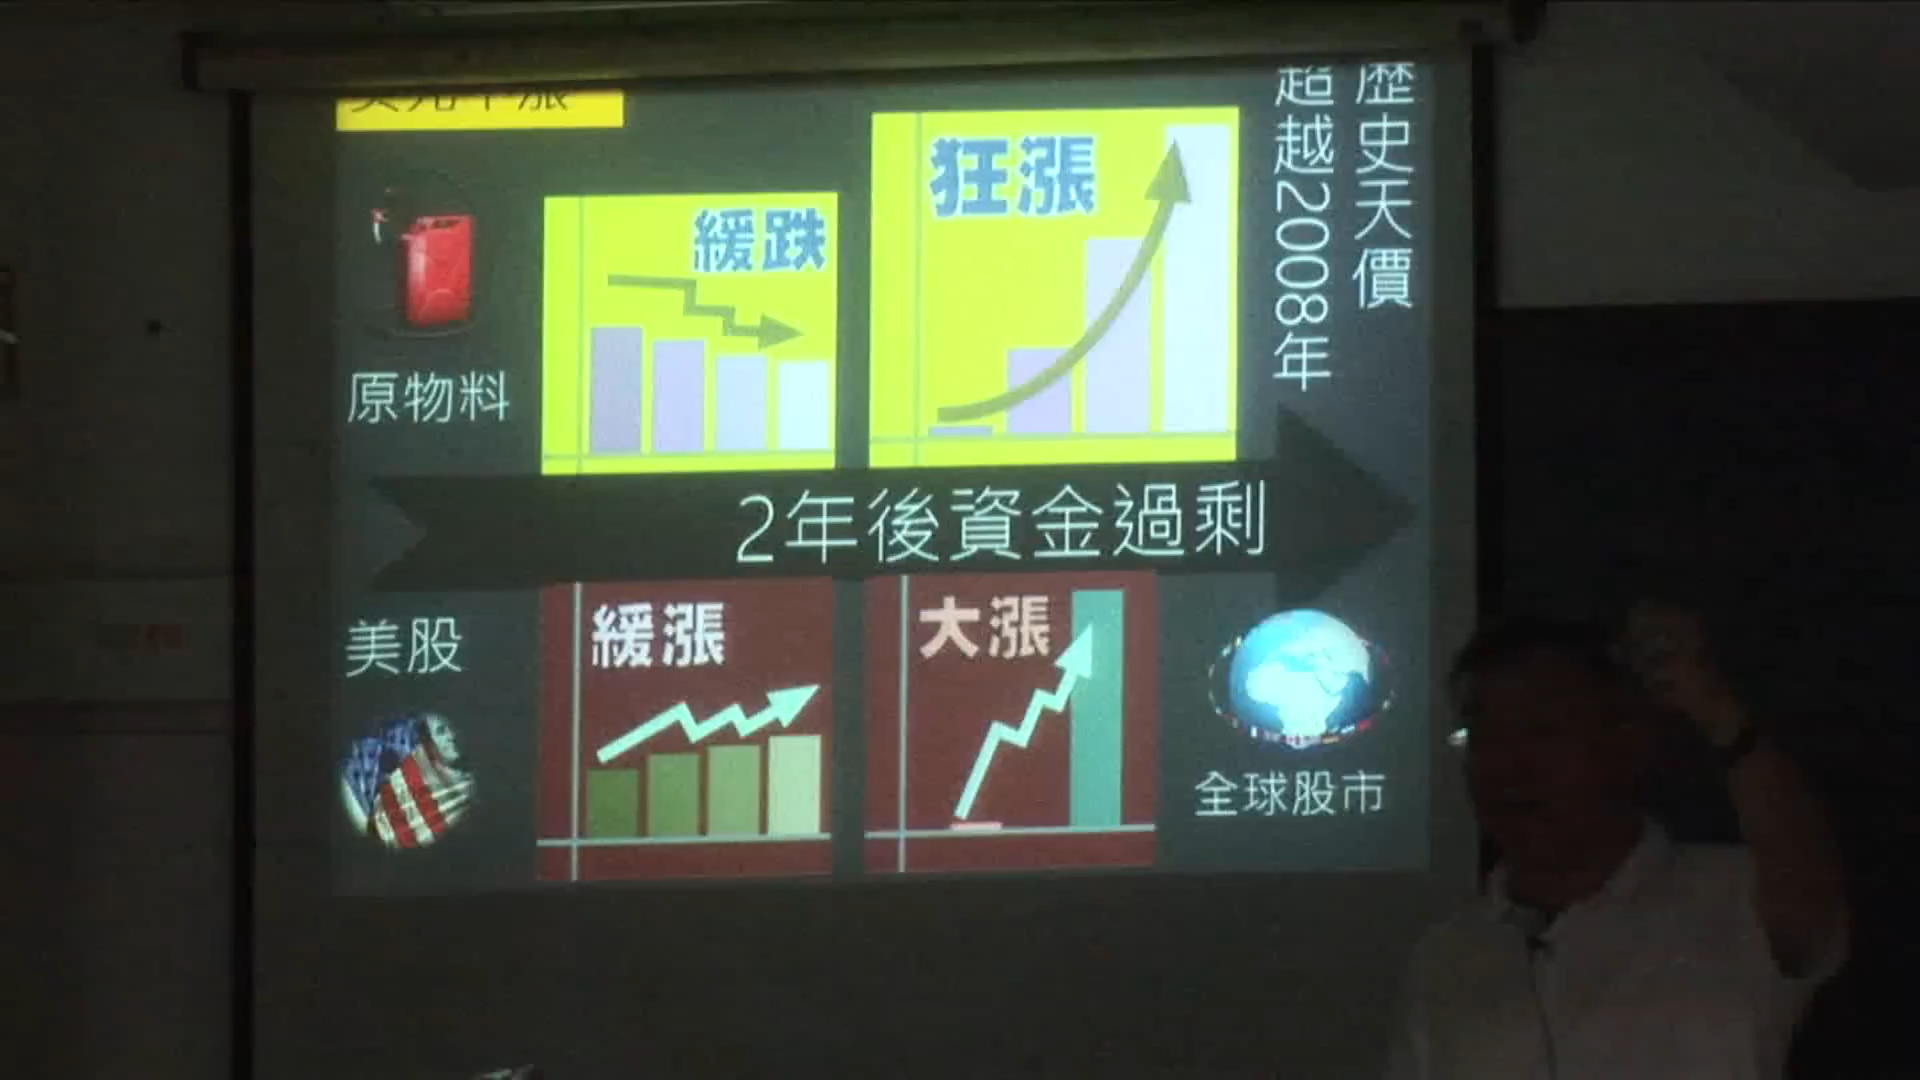 緩跌
狂漲
歷史天價
超越2008年
原物料
2年後資金過剩
美股
緩漲
大漲
全球股市